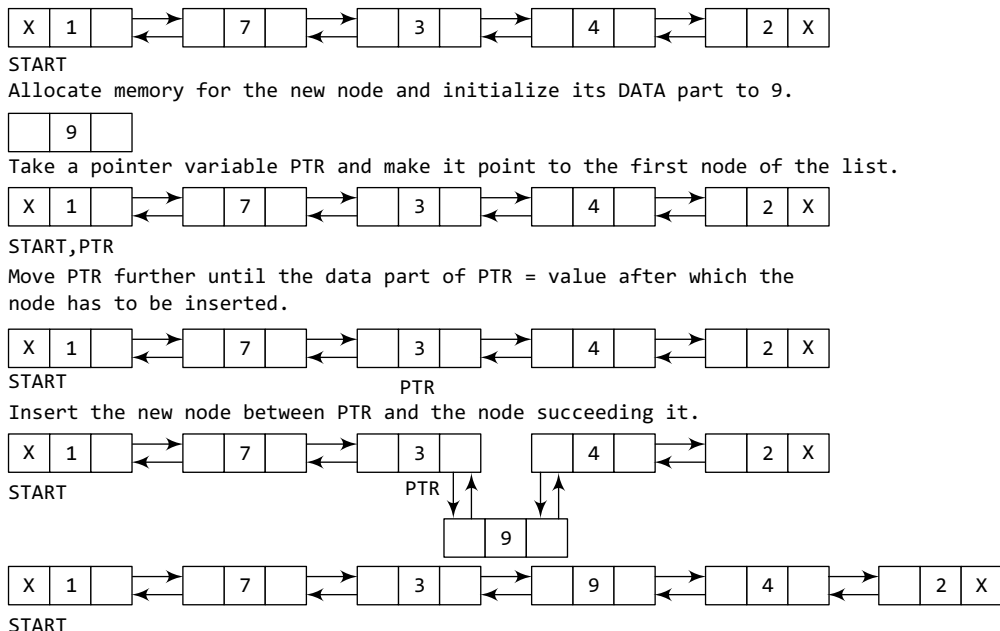 X 1 7 3 4 2 X
START
Allocate memory for the new node and initialize its DATA part to 9.
9
Take a pointer variable PTR and make it point to the first node of the list.
X 1 7 3 4 2 X
START,PTR
Move PTR further until the data part of PTR = value after which the
node has to be inserted.
X 1 7 3 4 2 X
START PTR
Insert the new node between PTR and the node succeeding it.
X 1 7 3 4 2 X
START PTR
9
X 1 7 3 9 4 2 X
START